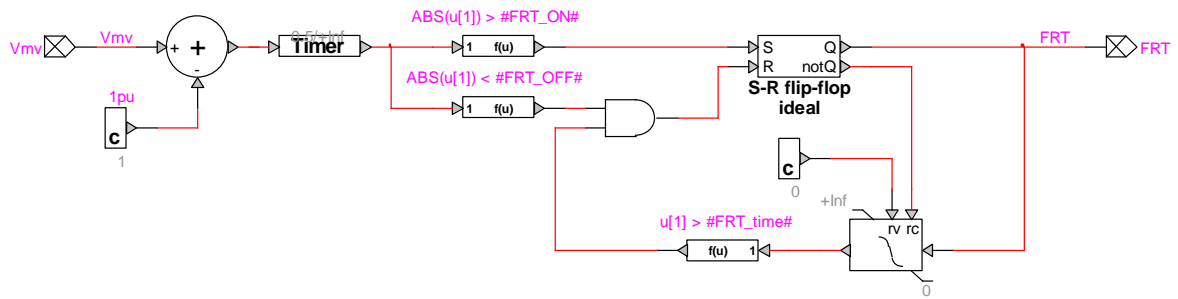 ABS(u[1]) > #FRT_ON#
Vmv
Vmv
+
+
-
Timer
1
f(u)
S
Q
R
notQ
FRT
FRT
ABS(u[1]) < #FRT_OFF#
1
f(u)
S-R flip-flop
ideal
1pu
c
1
c
0
+Inf
u[1] > #FRT_time#
rv
rc
f(u)
1
0